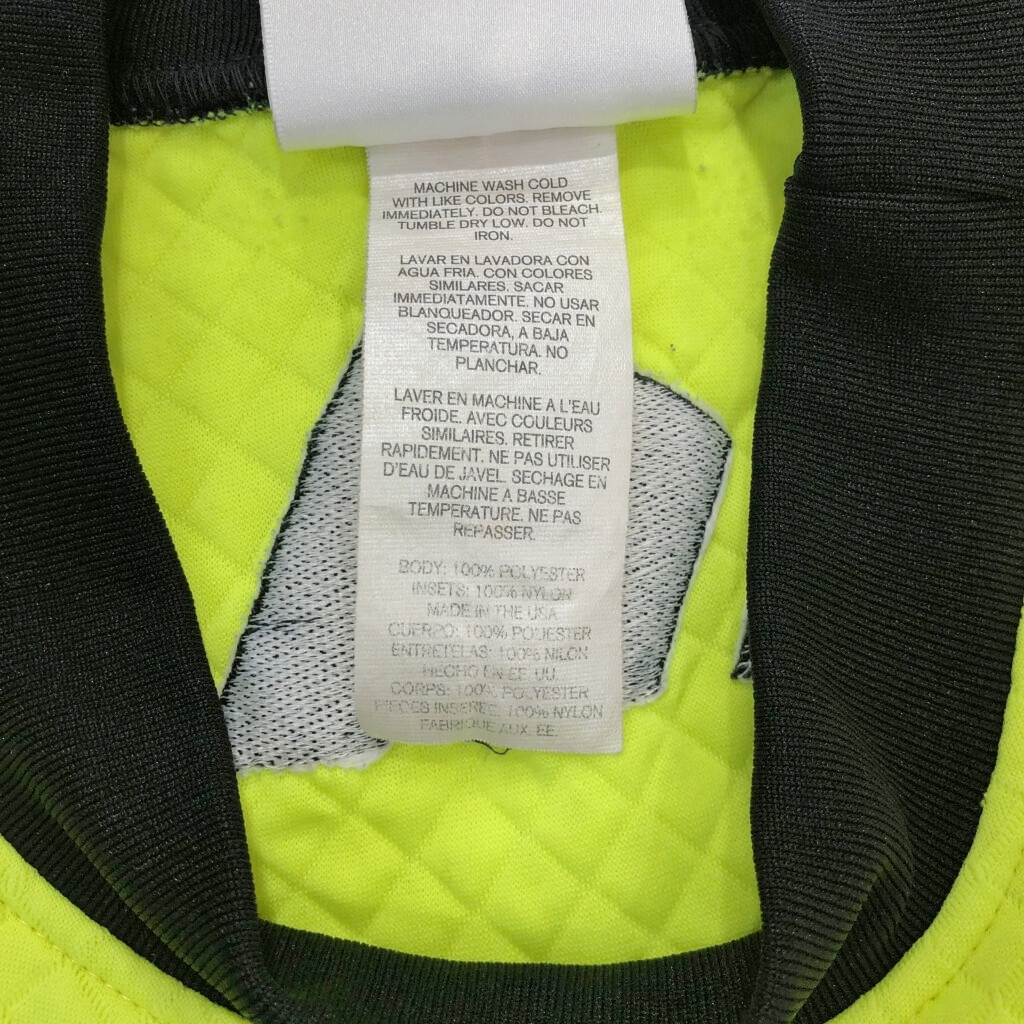 MACHINE WASH COLD
WITH LIKE COLORS. REMOVE
IMMEDIATELY. DO NOT BLEACH.
TUMBLE DRY LOW. DO NOT
IRON.
LAVAR EN LAVADORA CON
AGUA FRIA. CON COLORES
SIMILARES. SACAR
IMMEDIATAMENTE. NO USAR
BLANQUEADOR. SECAR EN
SECADORA, A BAJA
TEMPERATURA. NO
PLANCHAR.
LAVER EN MACHINE A L'EAU
FROIDE. AVEC COULEURS
SIMILAIRES. RETIRER
RAPIDEMENT. NE PAS UTILISER
D'EAU DE JAVEL. SECHAGE EN
MACHINE A BASSE
TEMPERATURE. NE PAS
REPASSER.
BODY: 100% POLYESTER
INSETS: 100% NYLON
MADE IN THE USA
CUERPO: 100% POLIESTER
ENTRETELAS: 100% NILON
HECHO EN EE. UU.
CORPS: 100% POLYESTER
PIECES INSEREE: 100% NYLON
FABRIQUE AUX. EE.